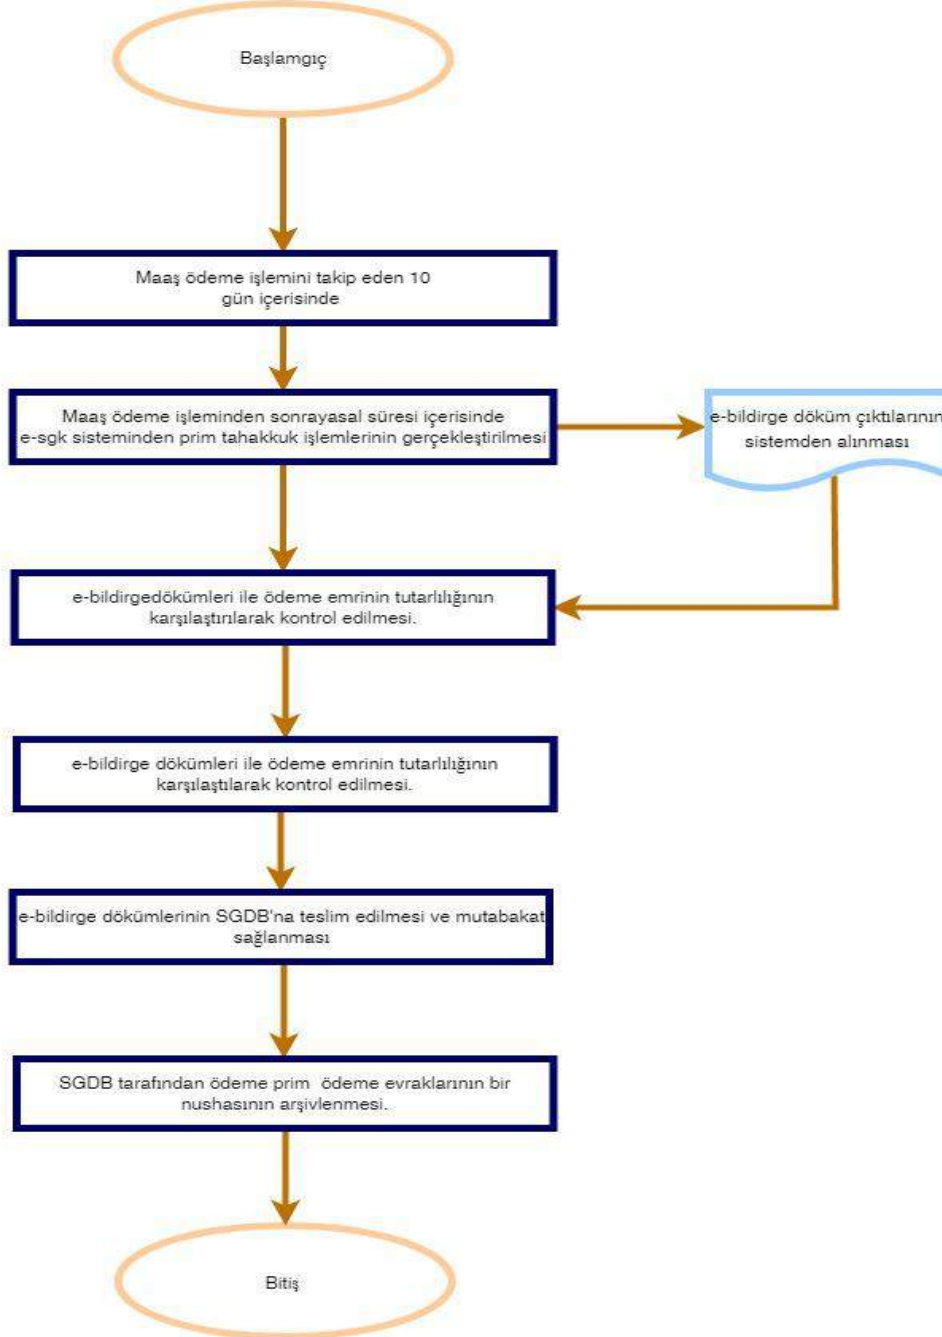 Başlamgıç
Maaş ödeme işlemini takip eden 10
gün içerisinde
Maaş ödeme işleminden sonrayasal süresi içerisinde
e-sgk sisteminden prim tahakkuk işlemlerinin gerçekleştirilmesi
e-bildirge döküm çıktılarının
sistemden alınması
e-bildirgedökümleri ile ödeme emrinin tutarlılığının
karşılaştırılarak kontrol edilmesi.
e-bildirge dökümleri ile ödeme emrinin tutarlılığının
karşılaştılarak kontrol edilmesi.
e-bildirge dökümlerinin SGDB'na teslim edilmesi ve mutabakat
sağlanması
SGDB tarafından ödeme prim ödeme evraklarının bir
nushasının arşivlenmesi.
Bitiş